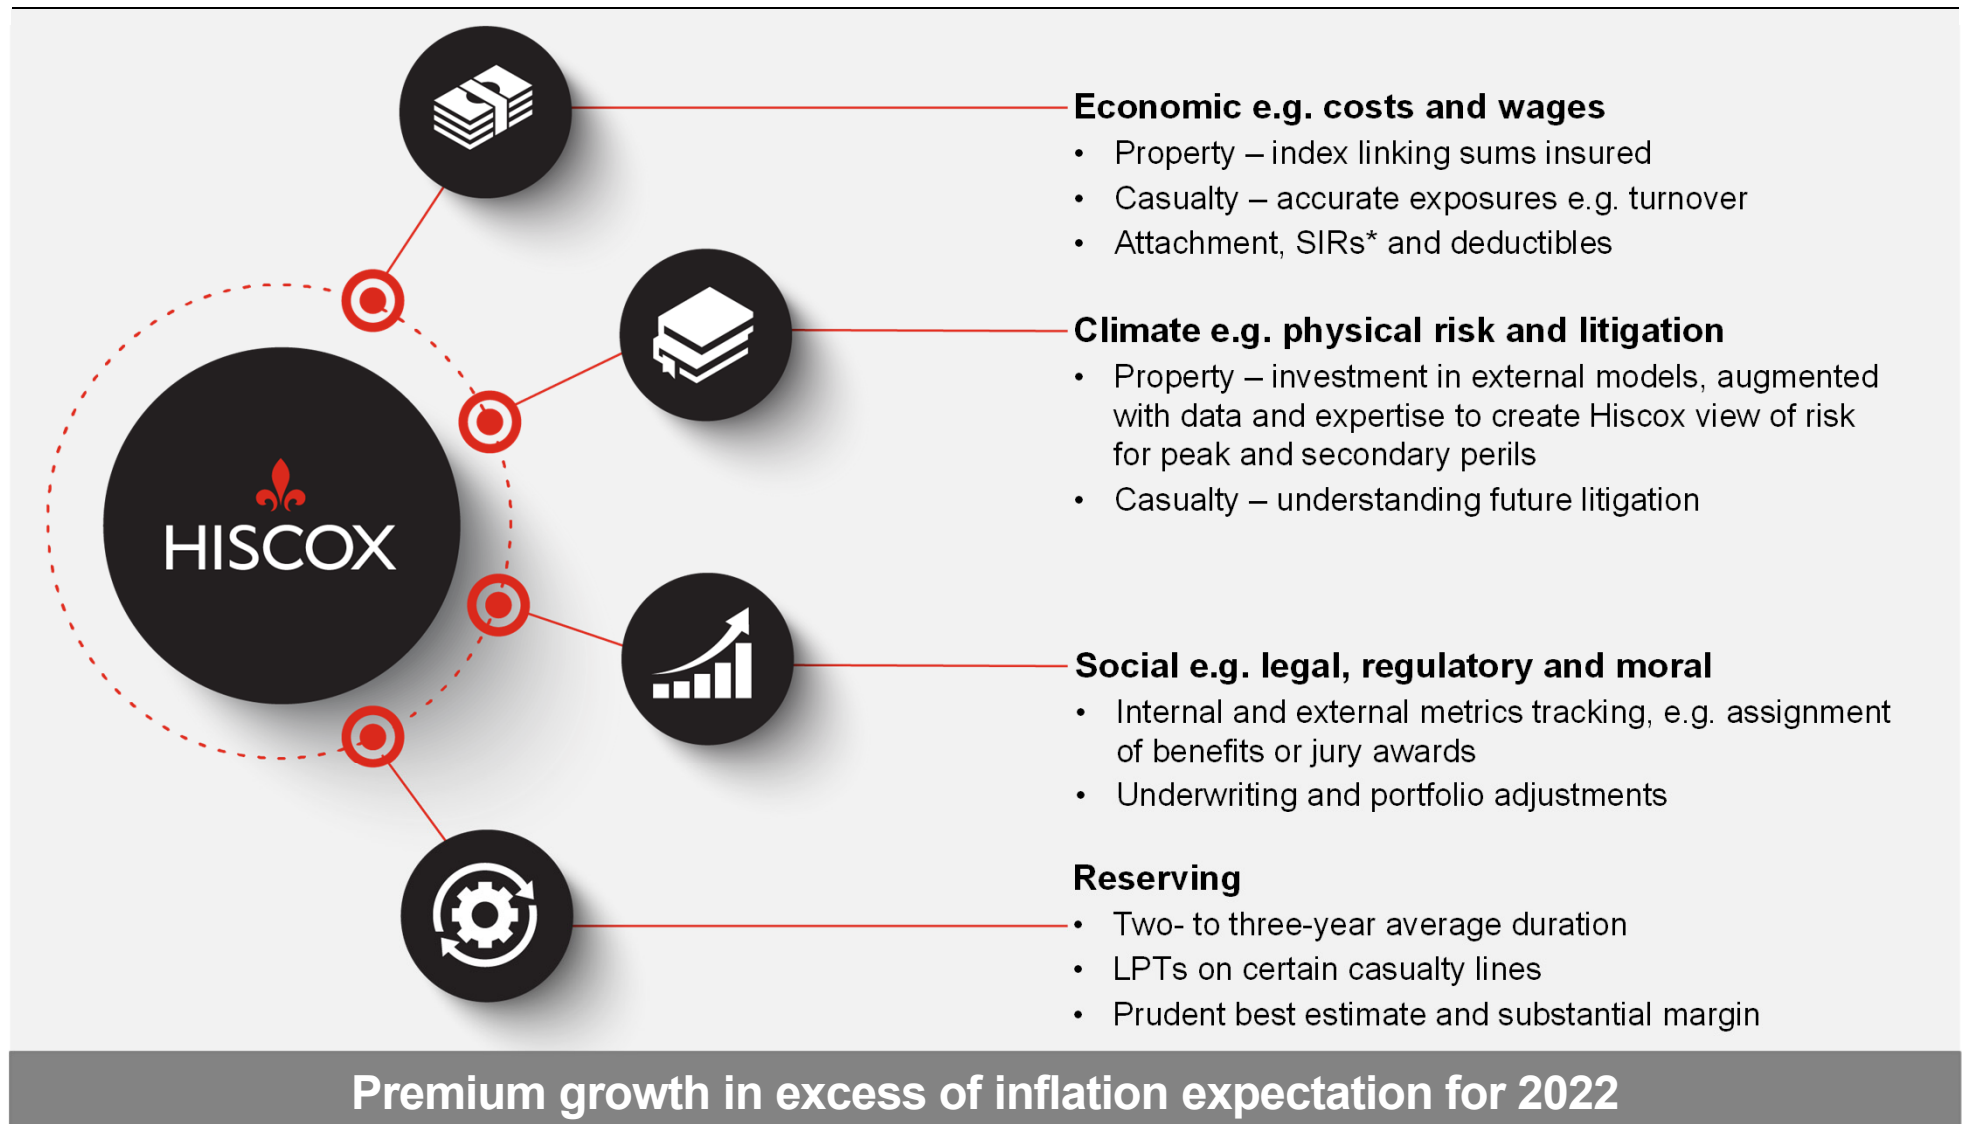 HISCOX
Economic e.g. costs and wages
• Property – index linking sums insured
• Casualty – accurate exposures e.g. turnover
• Attachment, SIRs* and deductibles
Climate e.g. physical risk and litigation
• Property – investment in external models, augmented
with data and expertise to create Hiscox view of risk
for peak and secondary perils
• Casualty – understanding future litigation
Social e.g. legal, regulatory and moral
• Internal and external metrics tracking, e.g. assignment
of benefits or jury awards
• Underwriting and portfolio adjustments
Reserving
• Two- to three-year average duration
• LPTs on certain casualty lines
• Prudent best estimate and substantial margin
Premium growth in excess of inflation expectation for 2022